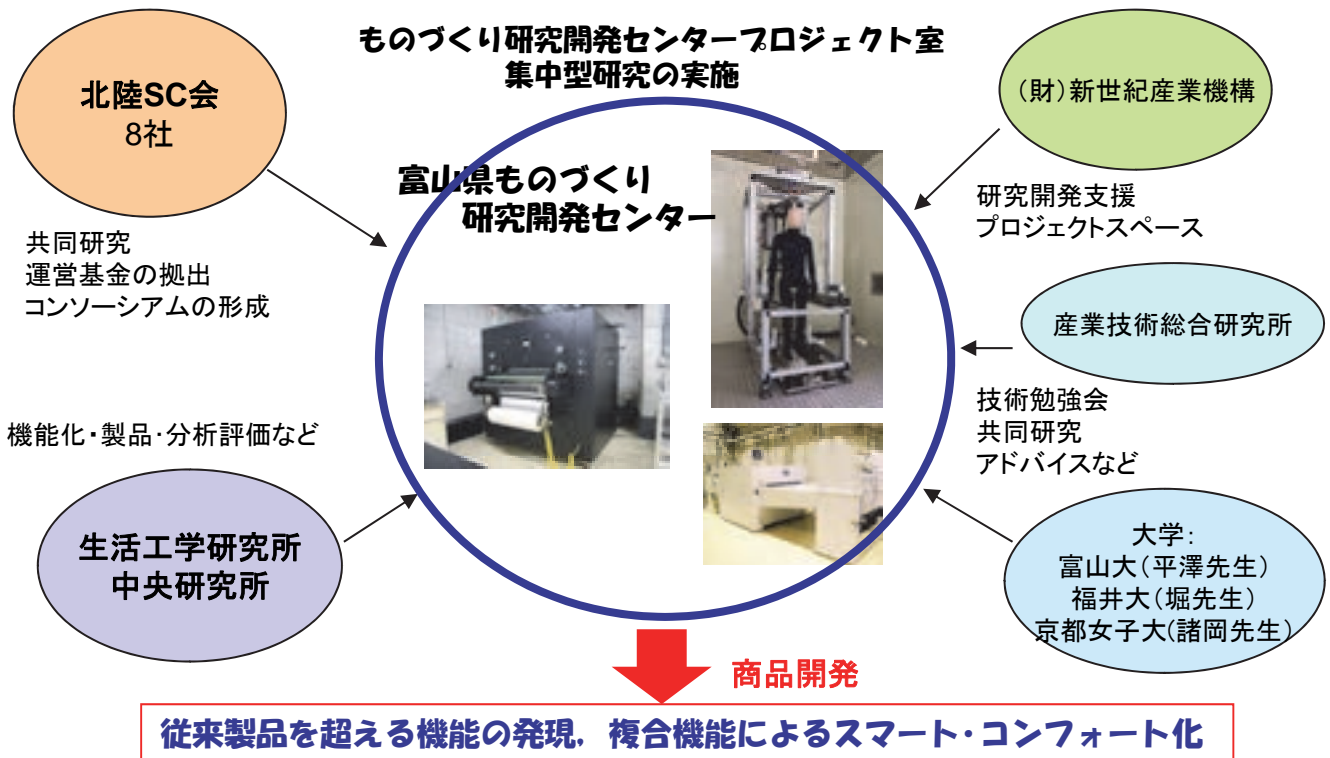 ものづくり研究開発センタープロジェクト室
集中型研究の実施
北陸SC会
8社
共同研究
運営基金の拠出
コンソーシアムの形成
富山県ものづくり
研究開発センター
(財)新世紀産業機構
研究開発支援
プロジェクトスペース
産業技術総合研究所
技術勉強会
共同研究
アドバイスなど
機能化・製品・分析評価など
生活工学研究所
中央研究所
大学:
富山大(平澤先生)
福井大(堀先生)
京都女子大(諸岡先生)
商品開発
従来製品を超える機能の発現，複合機能によるスマート・コンフォート化